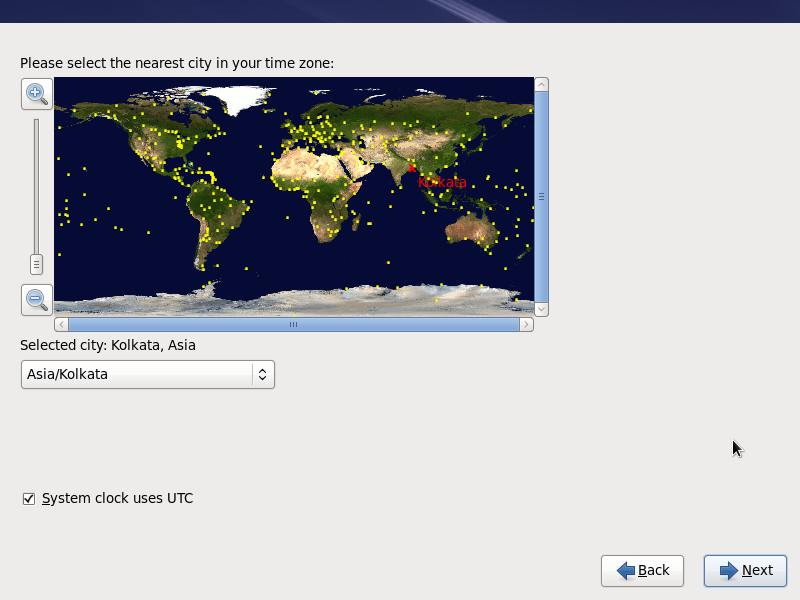 Please select the nearest city in your time zone:
Kolkata
Selected city: Kolkata, Asia
Asia/Kolkata
System clock uses UTC
Back
Next